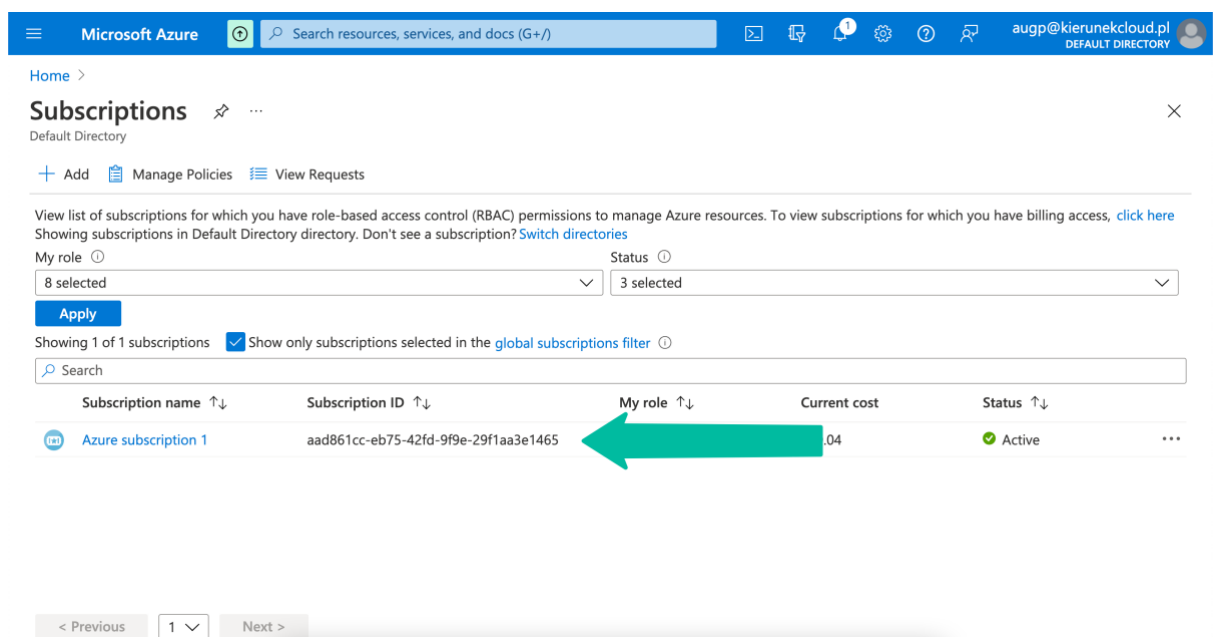 Microsoft Azure Search resources, services, and docs (G+/) 1 augp@kierunekcloud.pl
DEFAULT DIRECTORY
Home >
Subscriptions ...
Default Directory
+ Add Manage Policies View Requests
View list of subscriptions for which you have role-based access control (RBAC) permissions to manage Azure resources. To view subscriptions for which you have billing access, click here
Showing subscriptions in Default Directory directory. Don't see a subscription? Switch directories
My role Status
8 selected 3 selected
Apply
Showing 1 of 1 subscriptions Show only subscriptions selected in the global subscriptions filter
Search
Subscription name ↑↓ Subscription ID ↑↓ My role ↑↓ Current cost Status ↑↓
Azure subscription 1 aad861cc-eb75-42fd-9f9e-29f1aa3e1465 .04 Active ...
< Previous 1 Next >